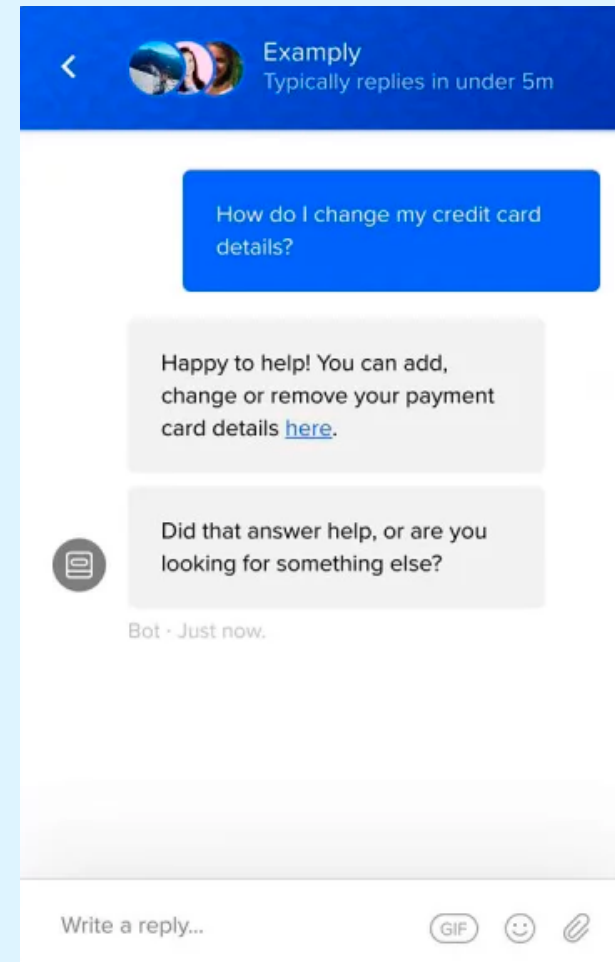 Examply
Typically replies in under 5m
How do I change my credit card
details?
Happy to help! You can add,
change or remove your payment
card details here.
Did that answer help, or are you
looking for something else?
Bot · Just now.
Write a reply...
GIF